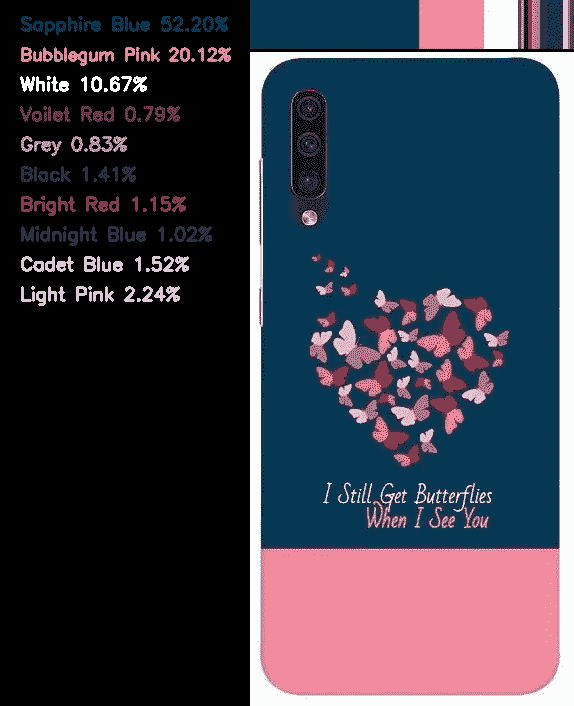 Sapphire Blue 52.20%
Bubblegum Pink 20.12%
White 10.67%
Voilet Red 0.79%
Grey 0.83%
Black 1.41%
Bright Red 1.15%
Midnight Blue 1.02%
Cadet Blue 1.52%
Light Pink 2.24%
I Still Get Butterflies
When I See You